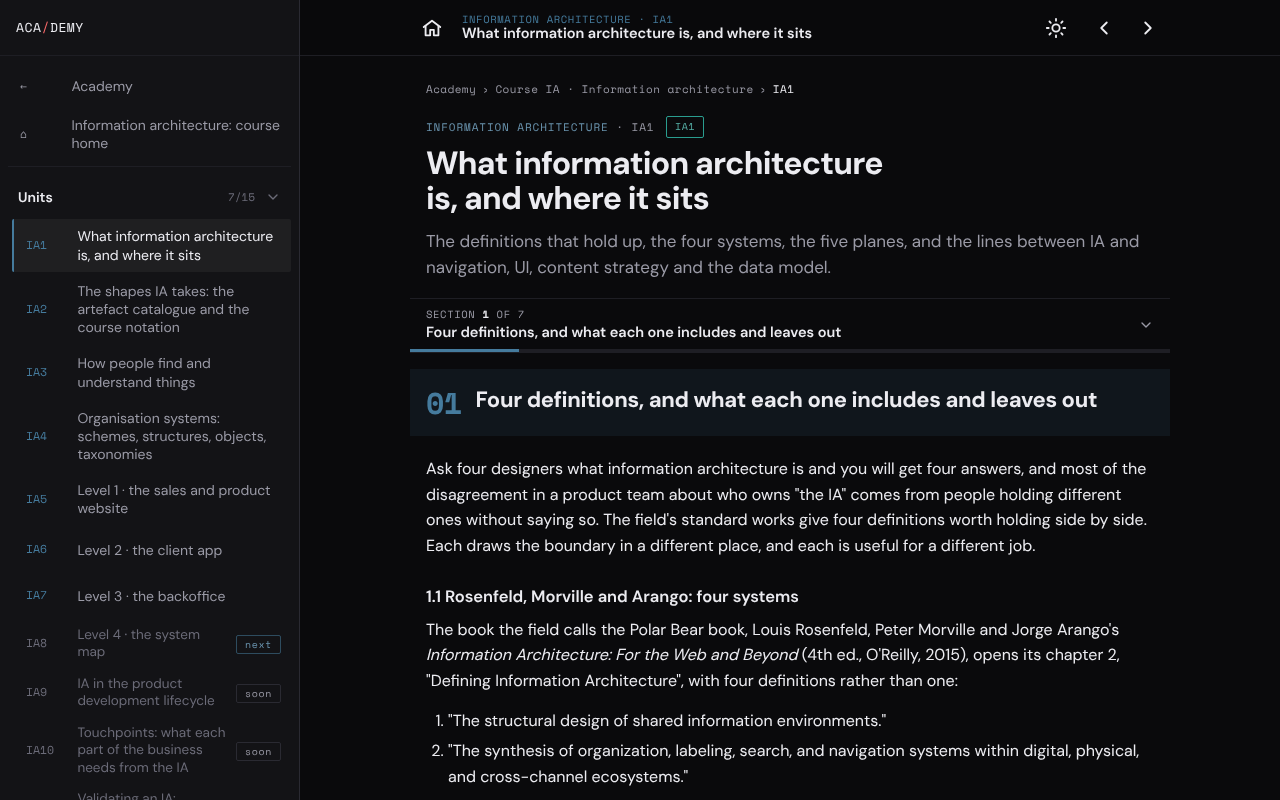 ACA/DEMY
← Academy
⌂ Information architecture: course
home
Units 7/15
IA1 What information architecture
is, and where it sits
IA2 The shapes IA takes: the
artefact catalogue and the
course notation
IA3 How people find and
understand things
IA4 Organisation systems:
schemes, structures, objects,
taxonomies
IA5 Level 1 · the sales and product
website
IA6 Level 2 · the client app
IA7 Level 3 · the backoffice
IA8 Level 4 · the system
map next
IA9 IA in the product
development lifecycle soon
IA10 Touchpoints: what each
part of the business
needs from the IA soon
Validating an IA:
INFORMATION ARCHITECTURE · IA1
What information architecture is, and where it sits
Academy › Course IA · Information architecture › IA1
INFORMATION ARCHITECTURE · IA1 IA1
What information architecture
is, and where it sits
The definitions that hold up, the four systems, the five planes, and the lines between IA and
navigation, UI, content strategy and the data model.
SECTION 1 OF 7
Four definitions, and what each one includes and leaves out
01 Four definitions, and what each one includes and leaves out
Ask four designers what information architecture is and you will get four answers, and most of the
disagreement in a product team about who owns "the IA" comes from people holding different
ones without saying so. The field's standard works give four definitions worth holding side by side.
Each draws the boundary in a different place, and each is useful for a different job.
1.1 Rosenfeld, Morville and Arango: four systems
The book the field calls the Polar Bear book, Louis Rosenfeld, Peter Morville and Jorge Arango's
Information Architecture: For the Web and Beyond (4th ed., O'Reilly, 2015), opens its chapter 2,
"Defining Information Architecture", with four definitions rather than one:
1. "The structural design of shared information environments."
2. "The synthesis of organization, labeling, search, and navigation systems within digital, physical,
and cross-channel ecosystems."